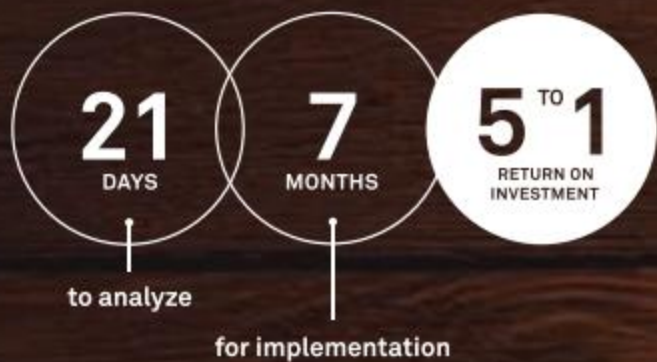 21
DAYS
to analyze
7
MONTHS
for implementation
5 TO 1
RETURN ON
INVESTMENT